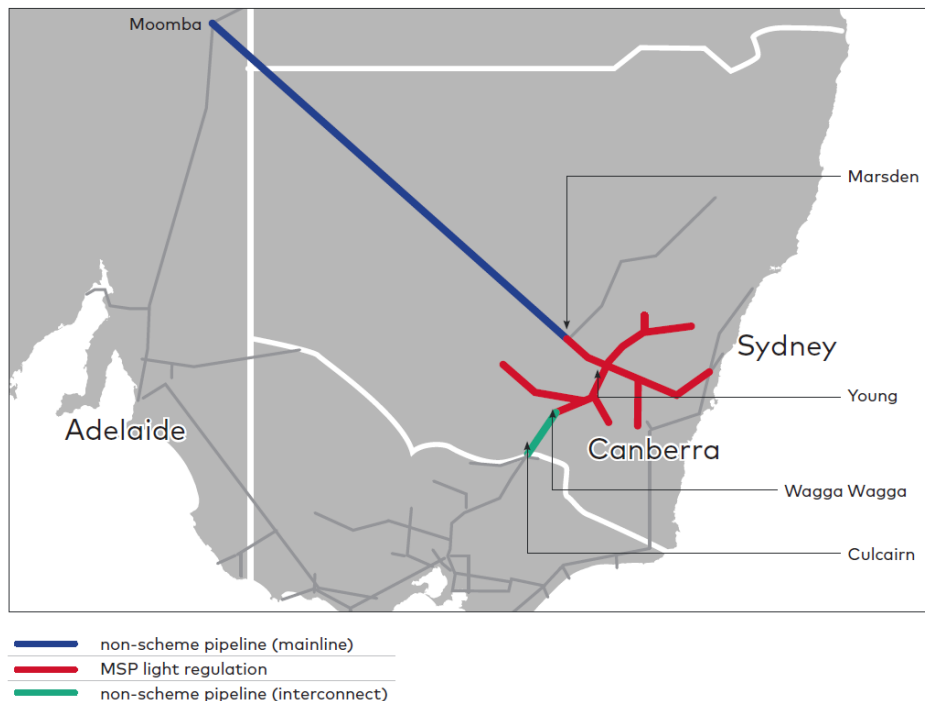 Moomba
Marsden
Sydney
Young
Adelaide
Canberra
Wagga Wagga
Culcairn
non-scheme pipeline (mainline)
MSP light regulation
non-scheme pipeline (interconnect)